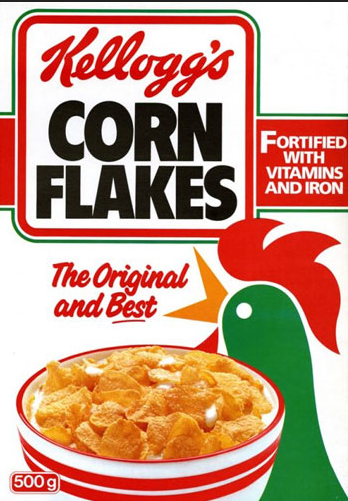 Kellogg's
CORN
FLAKES
FORTIFIED
WITH
VITAMINS
AND IRON
The Original
and Best
500 g